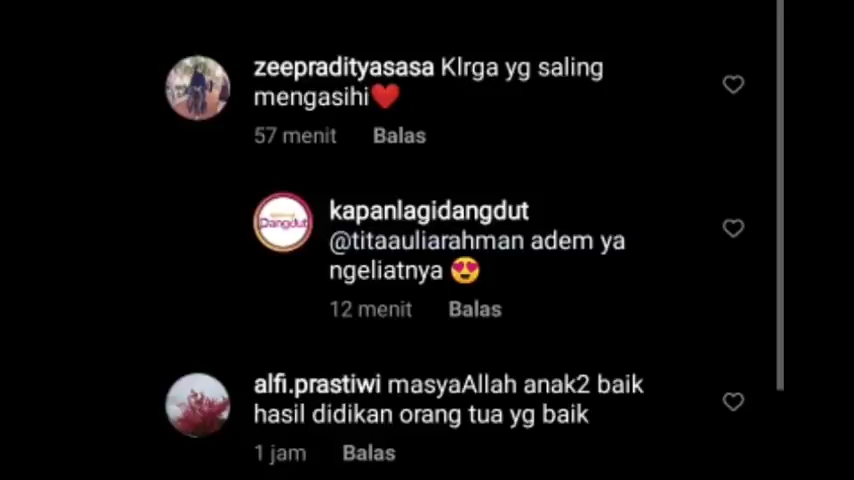 zeepradityasasa Klrga yg saling
mengasihi❤️
57 menit Balas
Dangdut
kapanlagidangdut
@titaauliarahman adem ya
ngeliatnya 😍
12 menit Balas
alfi.prastiwi masyaAllah anak2 baik
hasil didikan orang tua yg baik
1 jam Balas